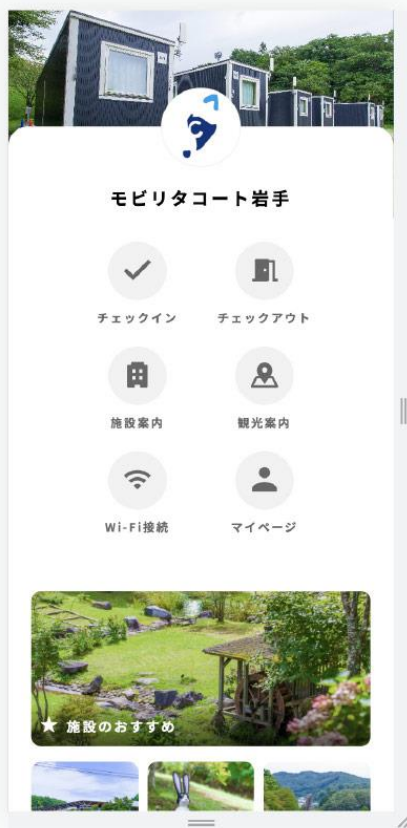 モビリタコート岩手
チェックイン
チェックアウト
施設案内
観光案内
Wi-Fi接続
マイページ
★ 施設のおすすめ